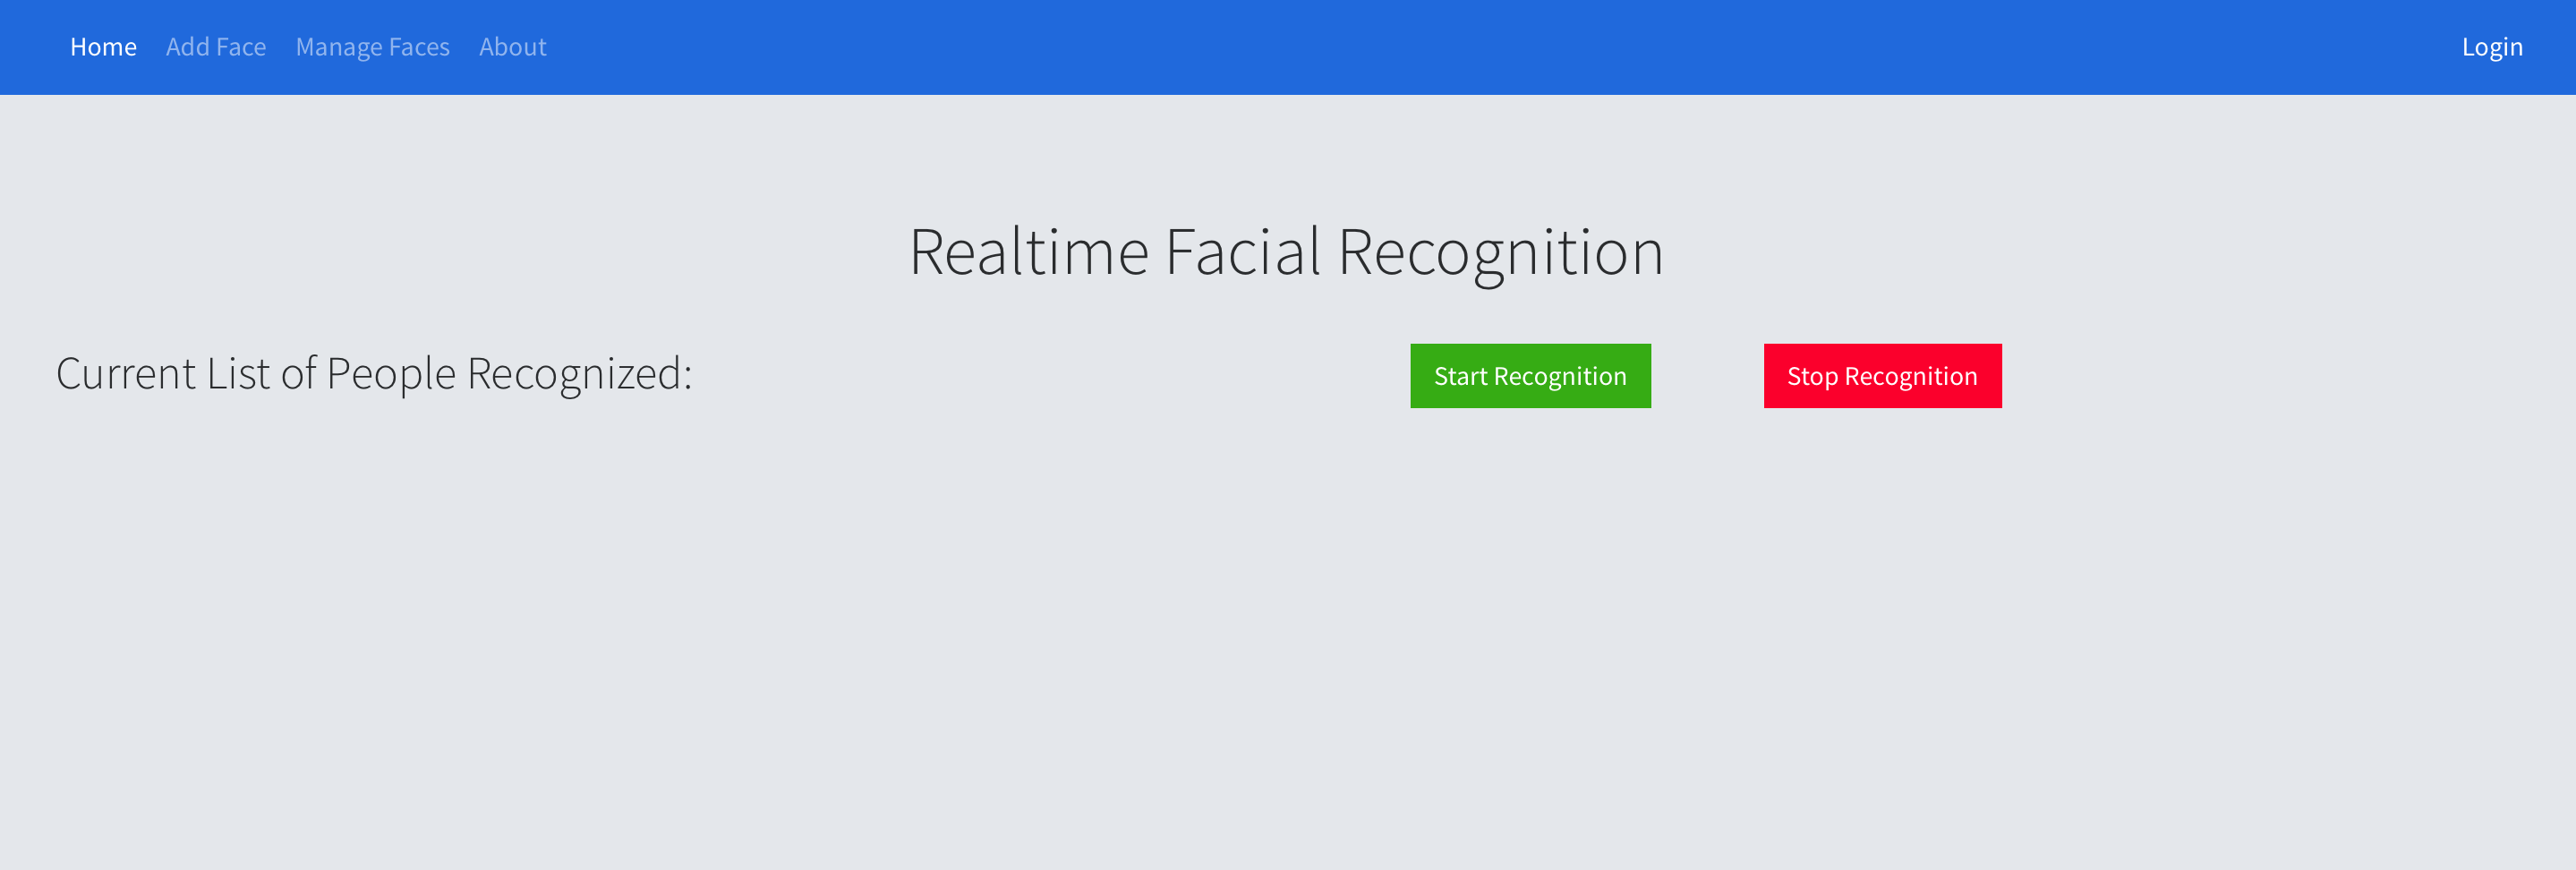 Home Add Face Manage Faces About Login
Realtime Facial Recognition
Current List of People Recognized: Start Recognition Stop Recognition